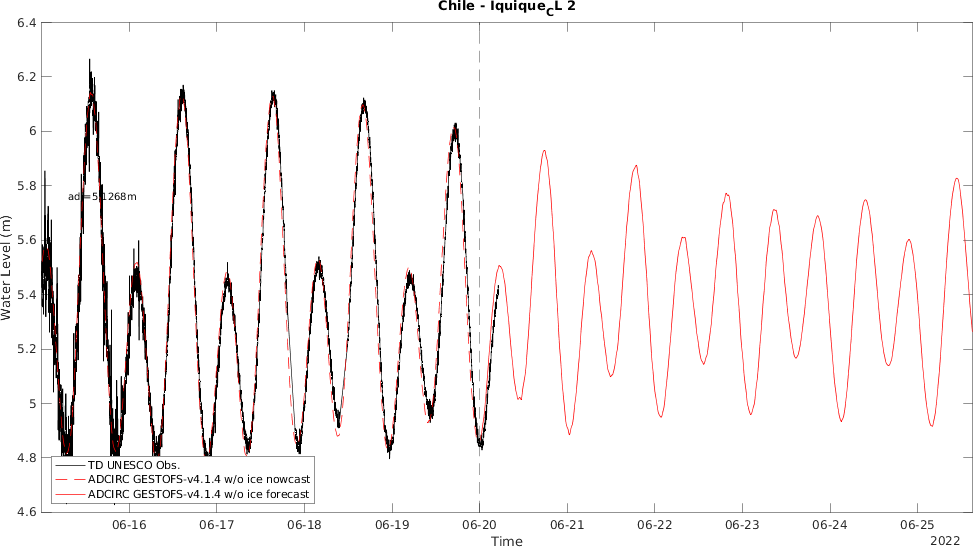 Chile - Iquique_CL 2
6.4
6.2
6
5.8
5.6
5.4
5.2
5
4.8
4.6
Water Level (m)
adj=5.1268m
TD UNESCO Obs.
ADCIRC GESTOFS-v4.1.4 w/o ice nowcast
ADCIRC GESTOFS-v4.1.4 w/o ice forecast
06-16 06-17 06-18 06-19 06-20 06-21 06-22 06-23 06-24 06-25
Time
2022